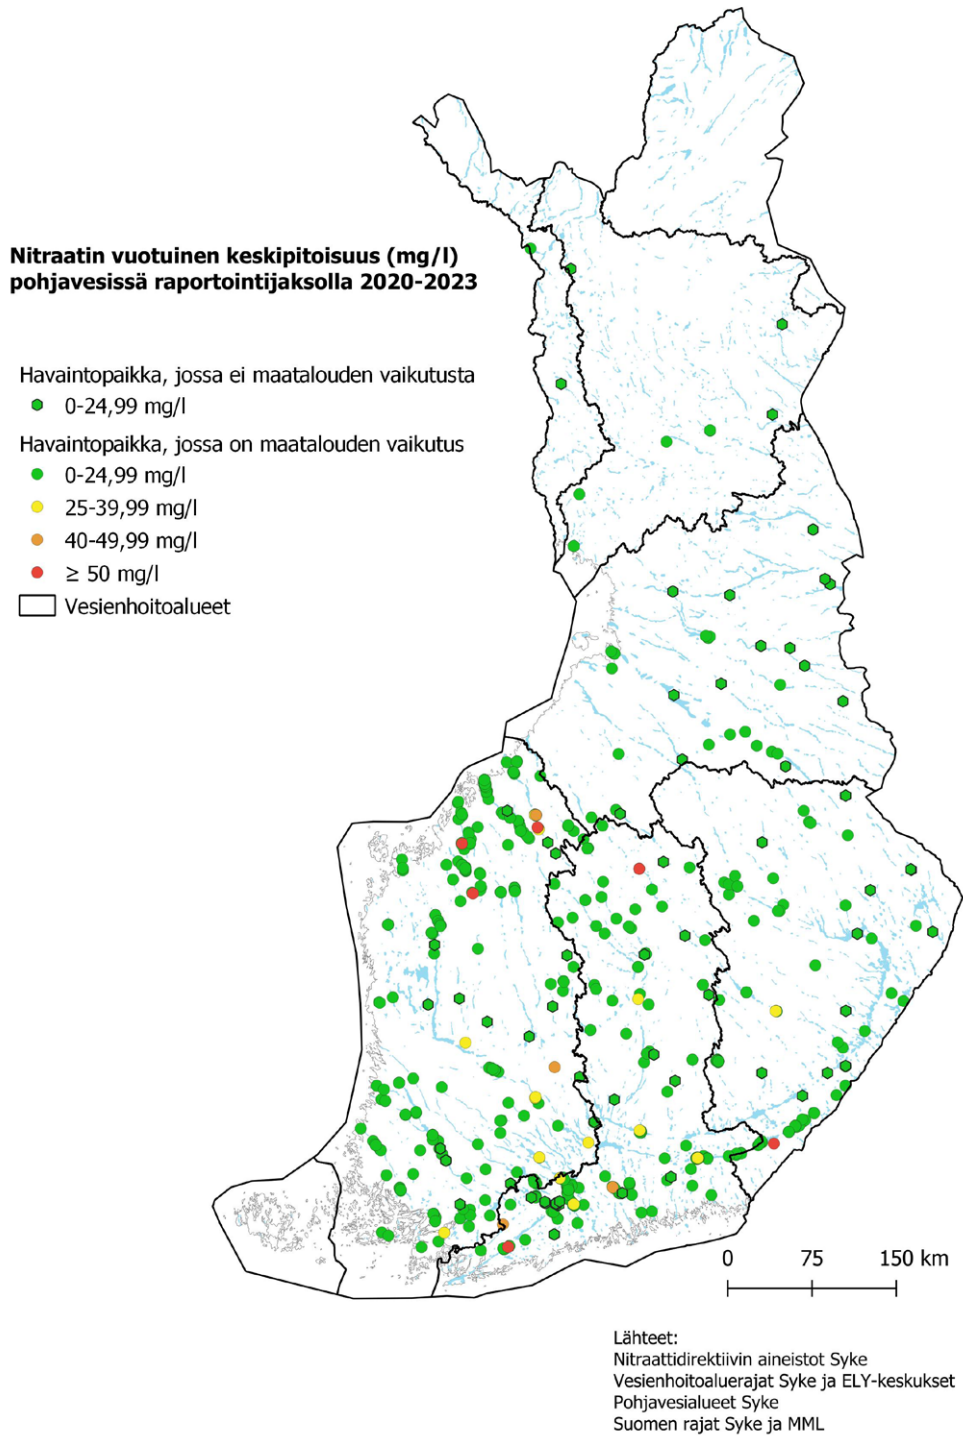 Nitraatin vuotuinen keskipitoisuus (mg/l)
pohjavesissä raportointijaksolla 2020-2023
Havaintopaikka, jossa ei maatalouden vaikutusta
0-24,99 mg/l
Havaintopaikka, jossa on maatalouden vaikutus
0-24,99 mg/l
25-39,99 mg/l
40-49,99 mg/l
≥ 50 mg/l
Vesienhoitoalueet
0 75 150 km
Lähteet:
Nitraattidirektiivin aineistot Syke
Vesienhoitoaluerajat Syke ja ELY-keskukset
Pohjavesialueet Syke
Suomen rajat Syke ja MML